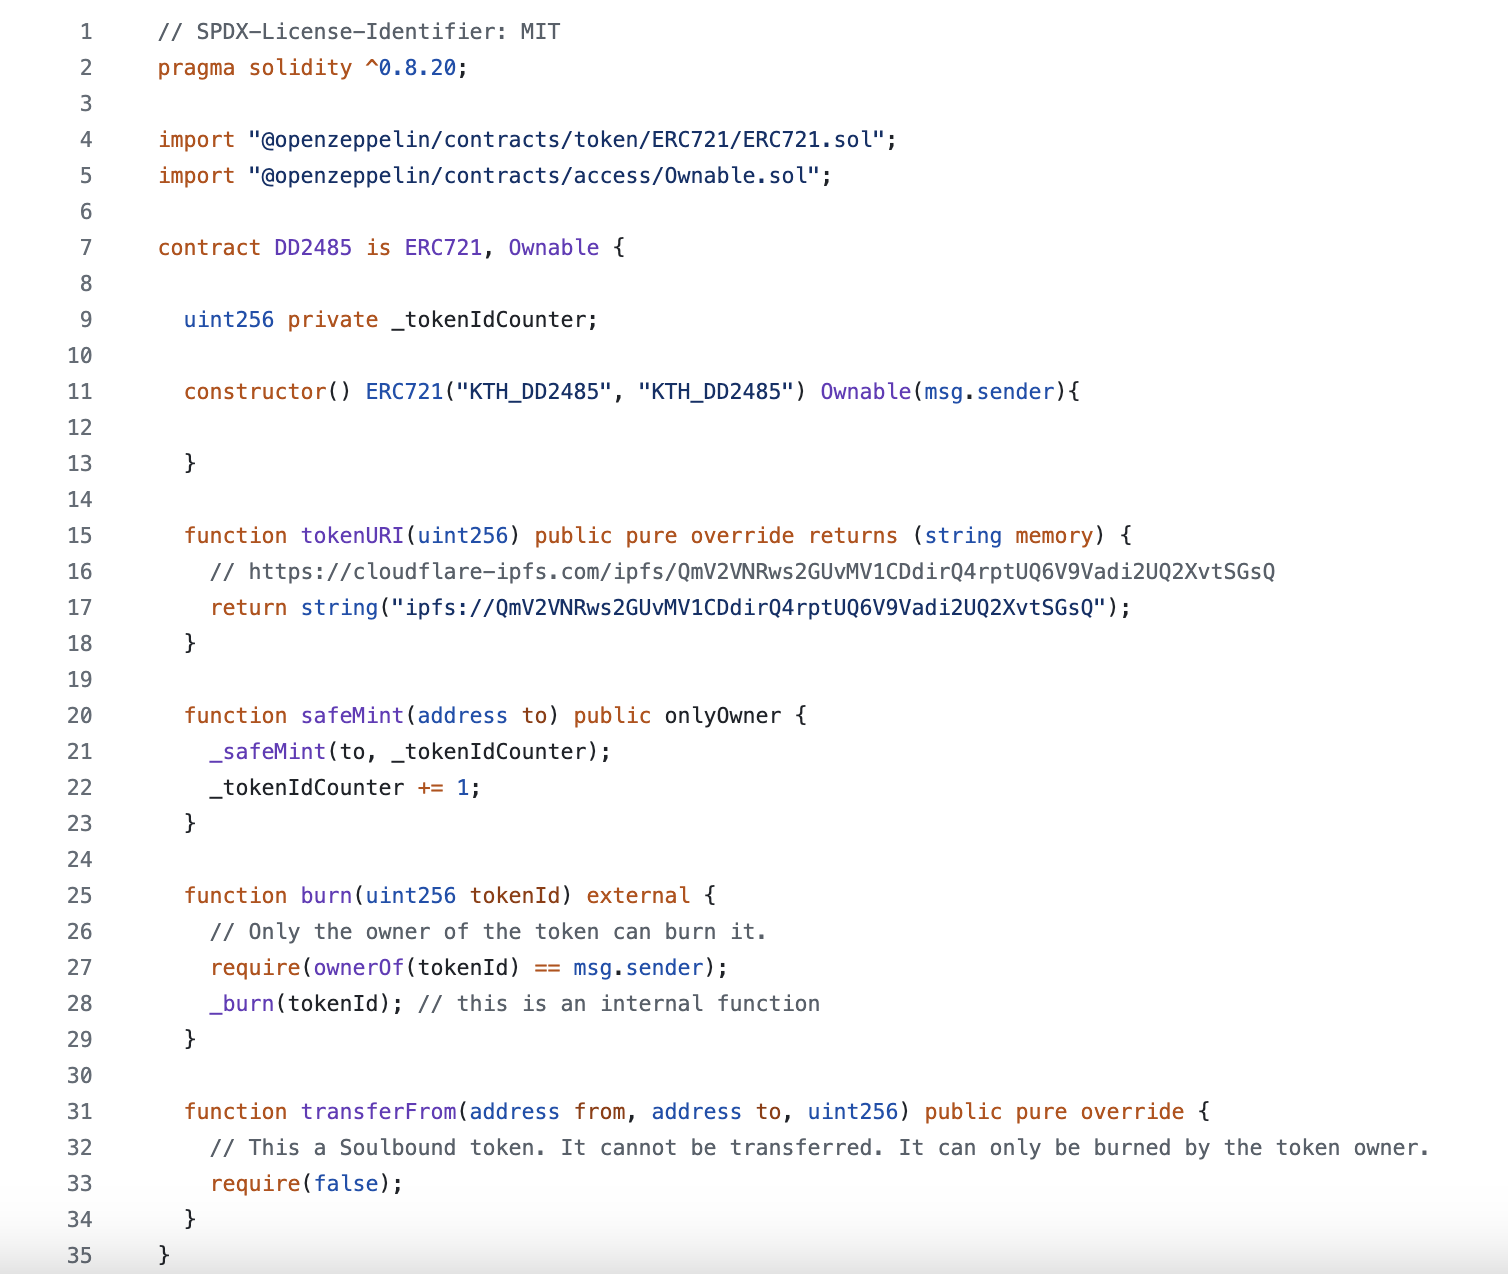 1 // SPDX-License-Identifier: MIT
2 pragma solidity ^0.8.20;
3
4 import "@openzeppelin/contracts/token/ERC721/ERC721.sol";
5 import "@openzeppelin/contracts/access/Ownable.sol";
6
7 contract DD2485 is ERC721, Ownable {
8
9 uint256 private _tokenIdCounter;
10
11 constructor() ERC721("KTH_DD2485", "KTH_DD2485") Ownable(msg.sender){
12
13 }
14
15 function tokenURI(uint256) public pure override returns (string memory) {
16 // https://cloudflare-ipfs.com/ipfs/QmV2VNRws2GUvMV1CDdirQ4rptUQ6V9Vadi2UQ2XvtSGsQ
17 return string("ipfs://QmV2VNRws2GUvMV1CDdirQ4rptUQ6V9Vadi2UQ2XvtSGsQ");
18 }
19
20 function safeMint(address to) public onlyOwner {
21 _safeMint(to, _tokenIdCounter);
22 _tokenIdCounter += 1;
23 }
24
25 function burn(uint256 tokenId) external {
26 // Only the owner of the token can burn it.
27 require(ownerOf(tokenId) == msg.sender);
28 _burn(tokenId); // this is an internal function
29 }
30
31 function transferFrom(address from, address to, uint256) public pure override {
32 // This a Soulbound token. It cannot be transferred. It can only be burned by the token owner.
33 require(false);
34 }
35 }